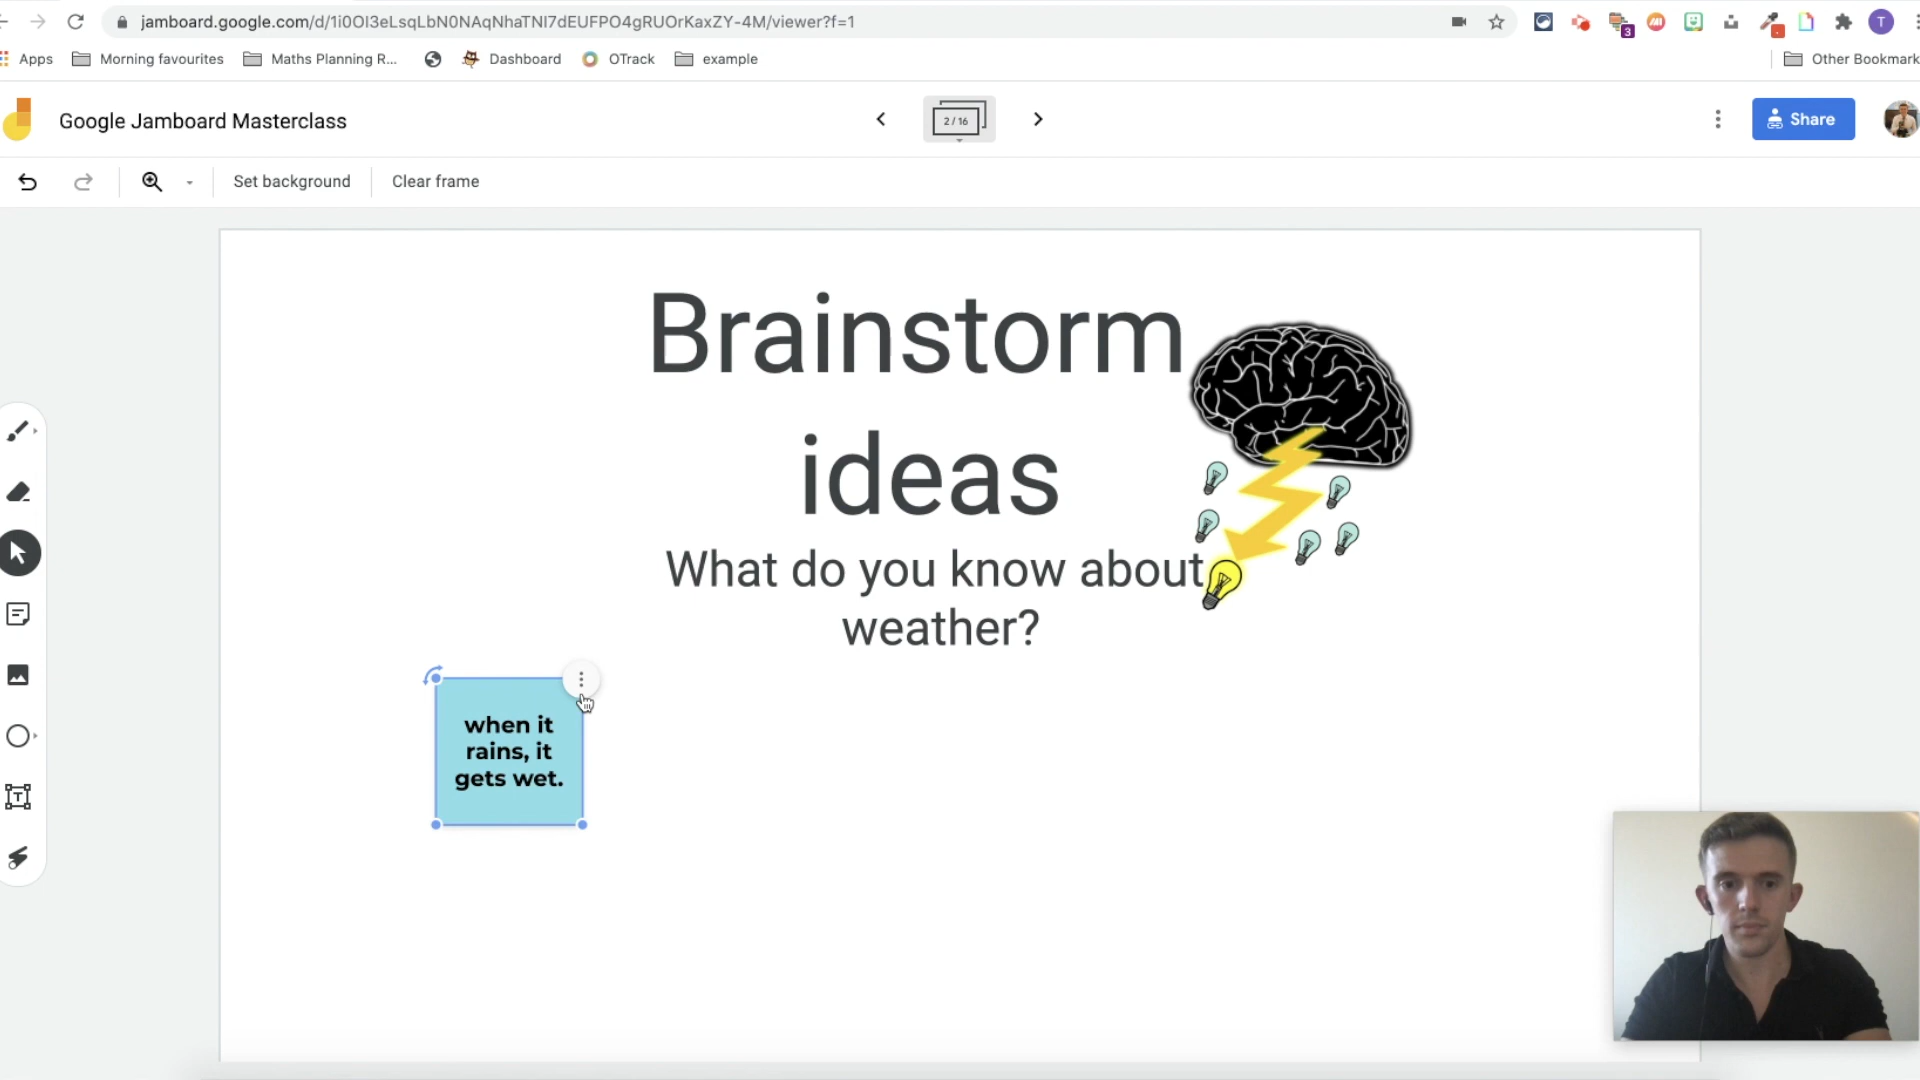 jamboard.google.com/d/1i0OI3eLsqLbN0NAqNhaTNI7dEUFPO4gRUOrKaxZY-4M/viewer?f=1
3
T
Apps
Morning favourites
Maths Planning R...
Dashboard
OTrack
example
Other Bookmark
Google Jamboard Masterclass
2 / 16
Share
Set background
Clear frame
Brainstorm
ideas
What do you know about
weather?
when it
rains, it
gets wet.